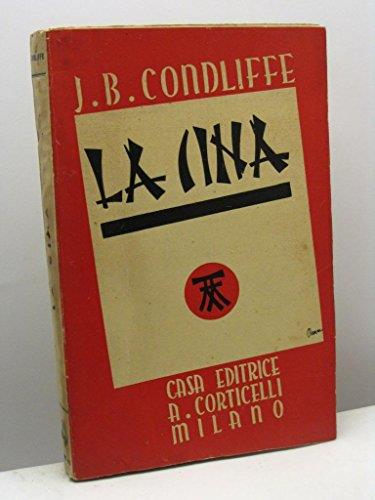 J.B. CONDLIFFE
LA CINA
CASA EDITRICE
A. CORTICELLI
MILANO